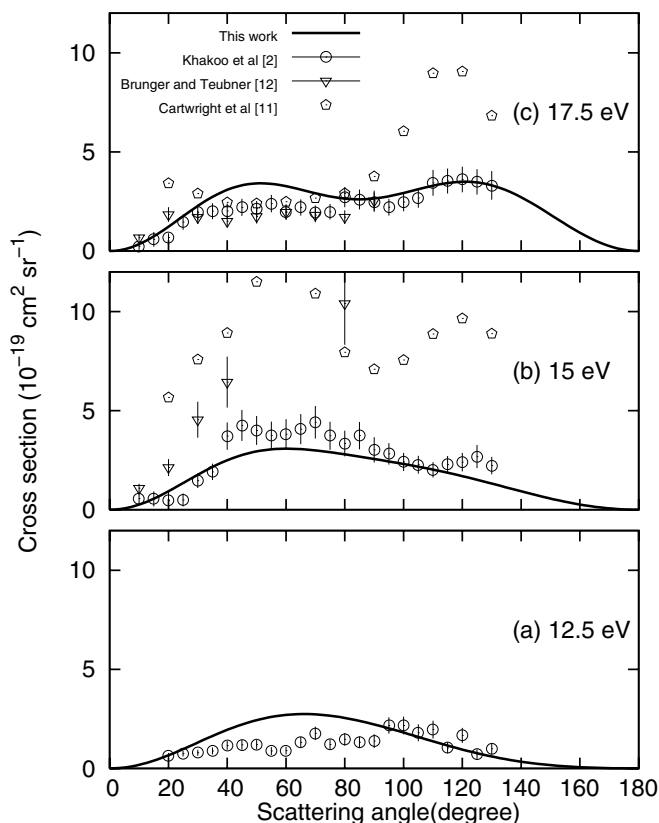 This work
Khakoo et al [2]
Brunger and Teubner [12]
Cartwright et al [11]
10
5
0
(c) 17.5 eV
10
5
0
(b) 15 eV
10
5
0
(a) 12.5 eV
0 20 40 60 80 100 120 140 160 180
Scattering angle(degree)
Cross section (10⁻¹⁹ cm² sr⁻¹)